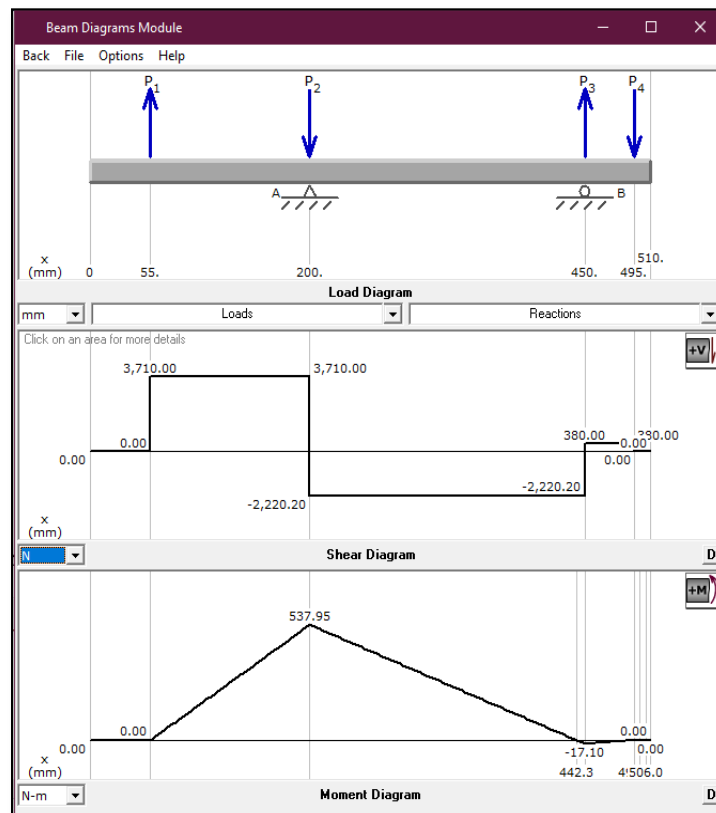 Beam Diagrams Module
Back File Options Help
P1 P2 P3 P4
A B
x 510.
(mm) 0 55. 200. 450. 495.
Load Diagram
mm Loads Reactions
Click on an area for more details
+V
3,710.00 3,710.00
0.00 380.00 0.00
0.00 0.00
-2,220.20 -2,220.20
x
(mm)
N Shear Diagram D
+M
537.95
0.00 0.00
0.00 -17.10 0.00
x
(mm) 442.3 506.0
N-m Moment Diagram D